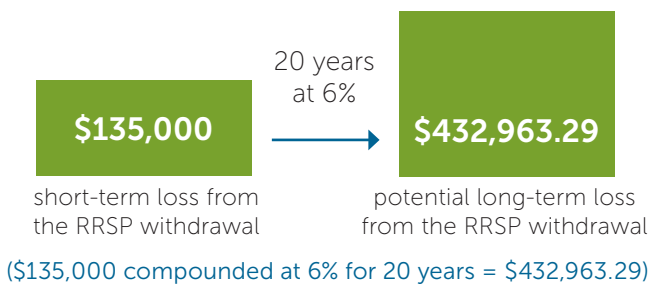 20 years
at 6%
$135,000
$432,963.29
short-term loss from
the RRSP withdrawal
potential long-term loss
from the RRSP withdrawal
($135,000 compounded at 6% for 20 years = $432,963.29)